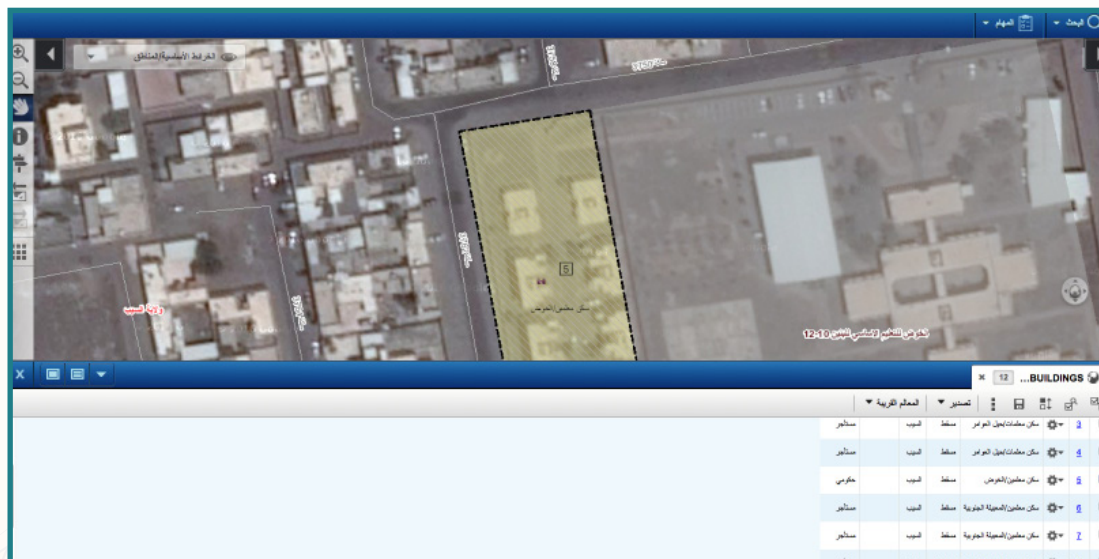 البحث
المهام
الخرائط الأساسية/المناطق
ولاية السيب
5
سكن معلمين/الخوض
الخوض للتعليم الاساسي للبنين 10-12
BUILDINGS...
12
تصدير
المعالم القريبة
3 سكن معلمات/حيل العوامر مسقط السيب مستأجر
4 سكن معلمات/حيل العوامر مسقط السيب مستأجر
5 سكن معلمين/الخوض مسقط السيب حكومي
6 سكن معلمين/المعبيلة الجنوبية مسقط السيب مستأجر
7 سكن معلمين/المعبيلة الجنوبية مسقط السيب مستأجر